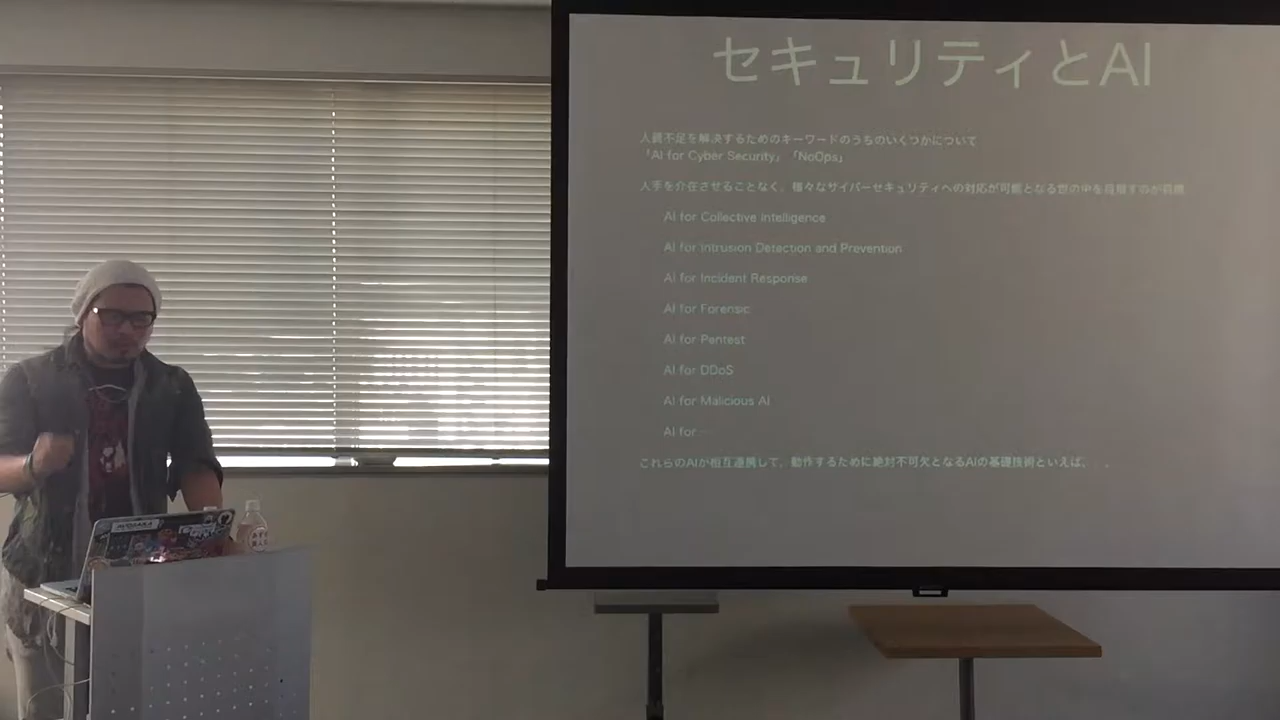 セキュリティとAI
人員不足を解決するためのキーワードのうちのいくつかについて
「AI for Cyber Security」「NoOps」
人手を介在させることなく、様々なサイバーセキュリティへの対応が可能となる世の中を目指すのが目標
AI for Collective Intelligence
AI for Intrusion Detection and Prevention
AI for Incident Response
AI for Forensic
AI for Pentest
AI for DDoS
AI for Malicious AI
AI for …
これらのAIが相互連携して、動作するために絶対不可欠となるAIの基礎技術といえば、．．